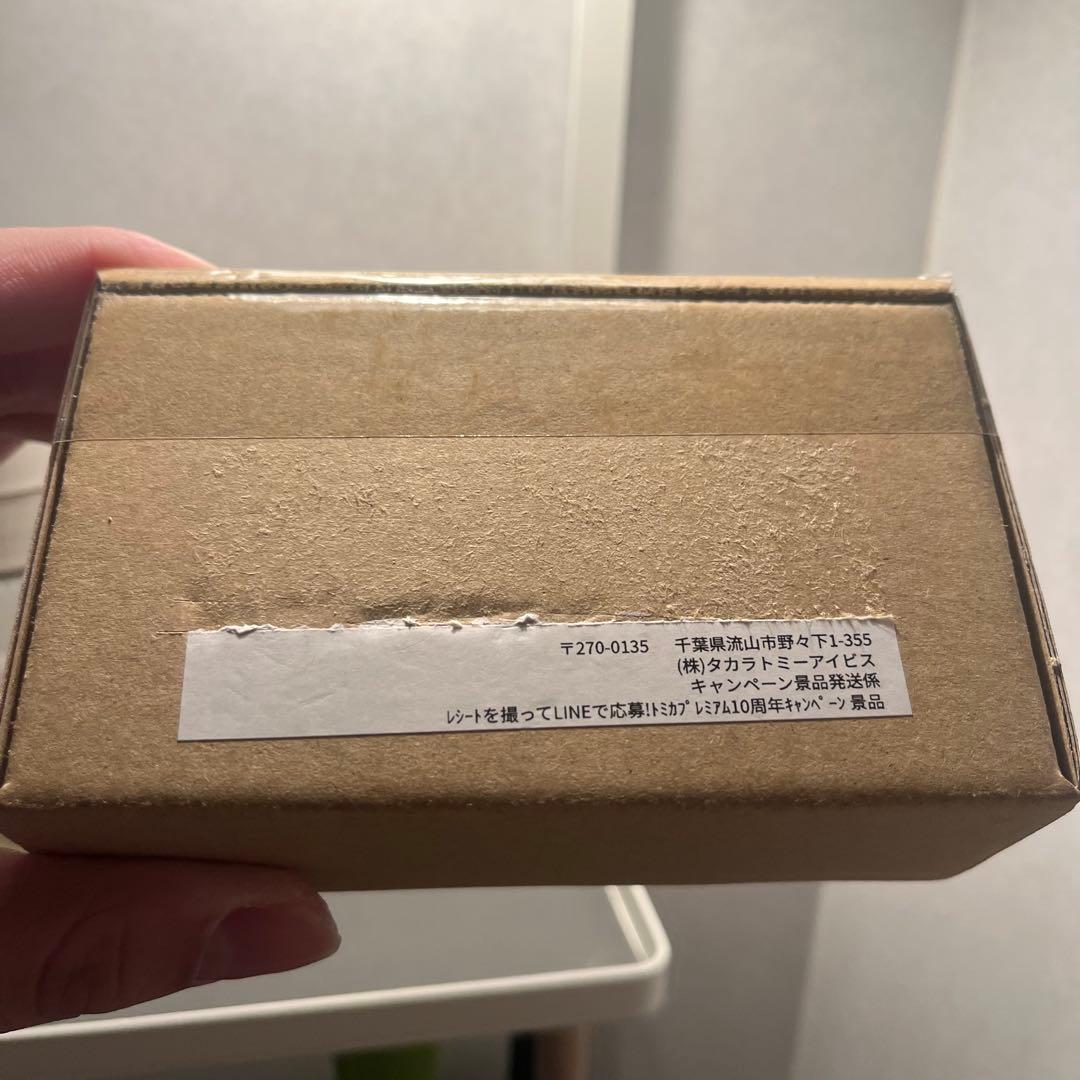 〒270-0135 千葉県流山市野々下1-355
(株)タカラトミーアイビス
キャンペーン景品発送係
ﾚｼｰﾄを撮ってLINEで応募!ﾄﾐｶﾌﾟﾚﾐｱﾑ10周年ｷｬﾝﾍﾟｰﾝ 景品